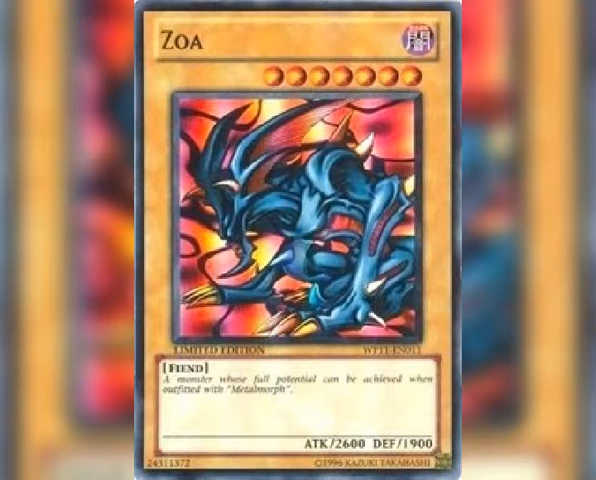 ZOA
闇
LIMITED EDITION WP11-EN011
[FIEND]
A monster whose full potential can be achieved when
outfitted with "Metalmorph".
ATK/2600 DEF/1900
24311372 ©1996 KAZUKI TAKAHASHI